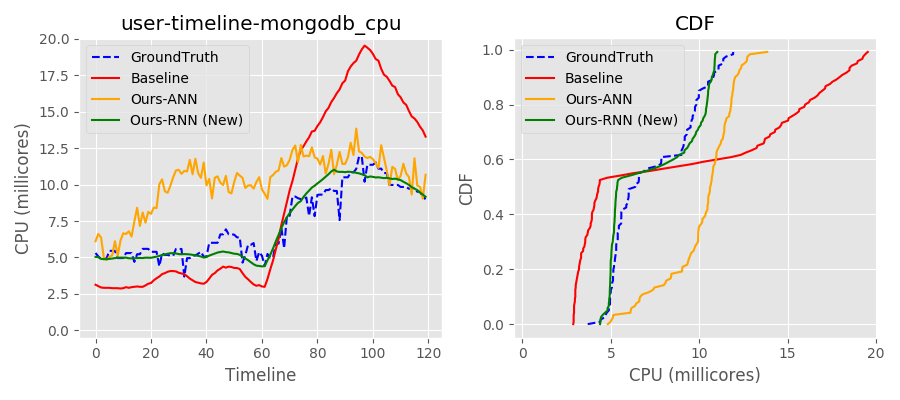 user-timeline-mongodb_cpu
CPU (millicores)
20.0
17.5
15.0
12.5
10.0
7.5
5.0
2.5
0.0
GroundTruth
Baseline
Ours-ANN
Ours-RNN (New)
0
20
40
60
80
100
120
Timeline
CDF
CDF
1.0
0.8
0.6
0.4
0.2
0.0
GroundTruth
Baseline
Ours-ANN
Ours-RNN (New)
0
5
10
15
20
CPU (millicores)